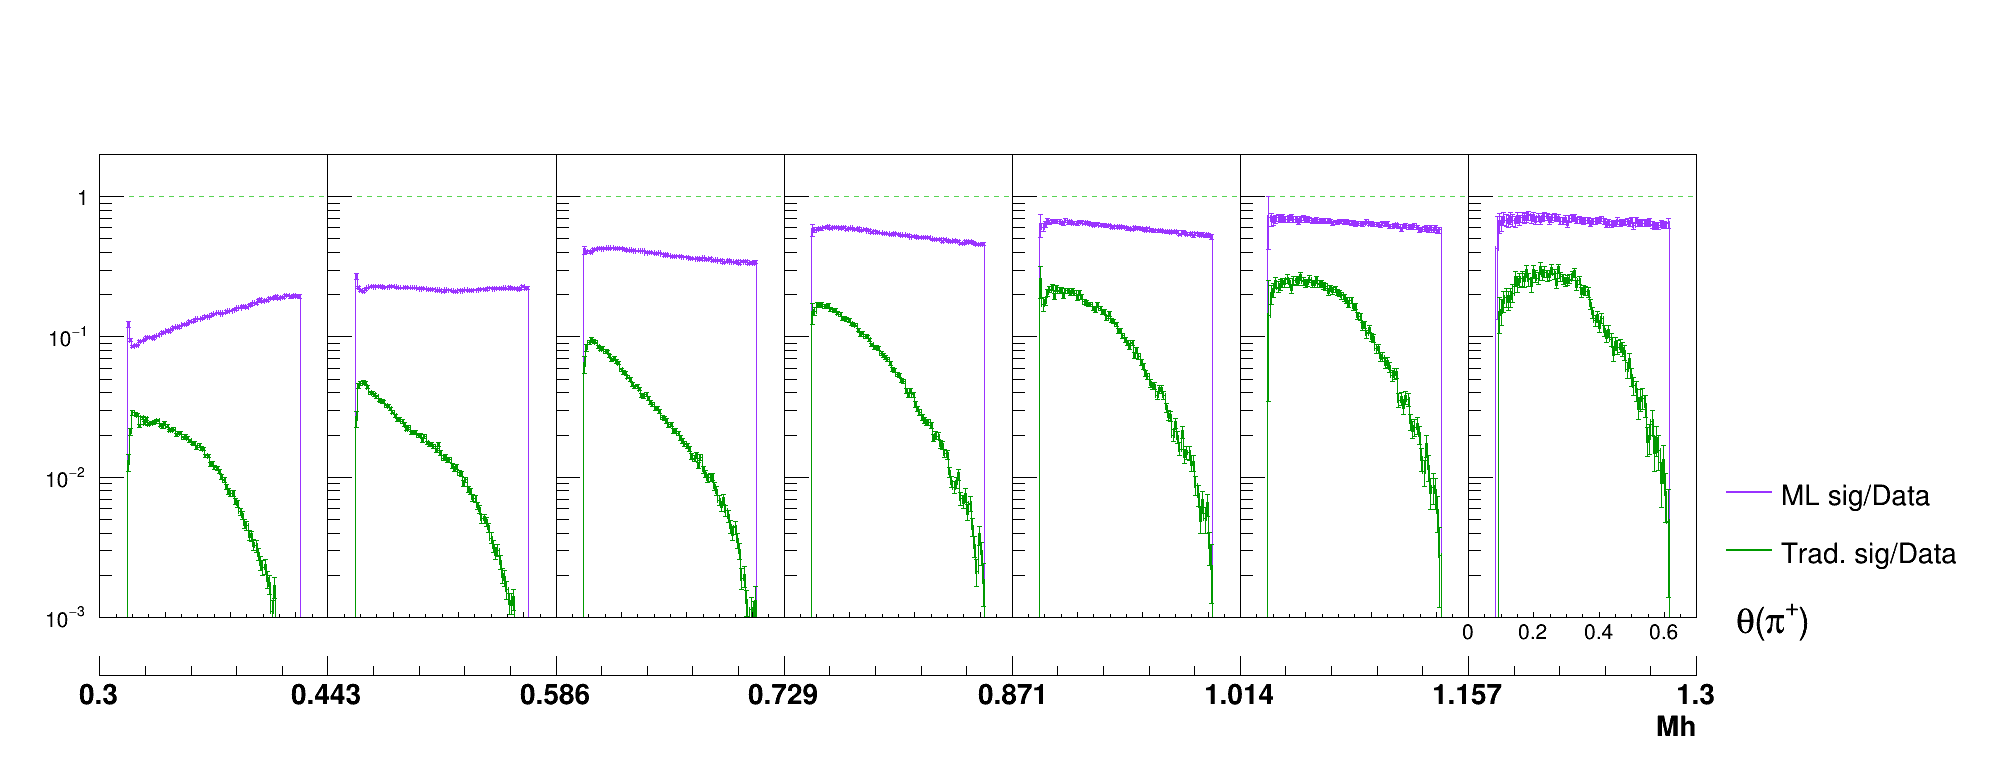 1
10⁻¹
10⁻²
10⁻³
ML sig/Data
Trad. sig/Data
θ(π⁺)
0 0.2 0.4 0.6
0.3 0.443 0.586 0.729 0.871 1.014 1.157 1.3
Mh